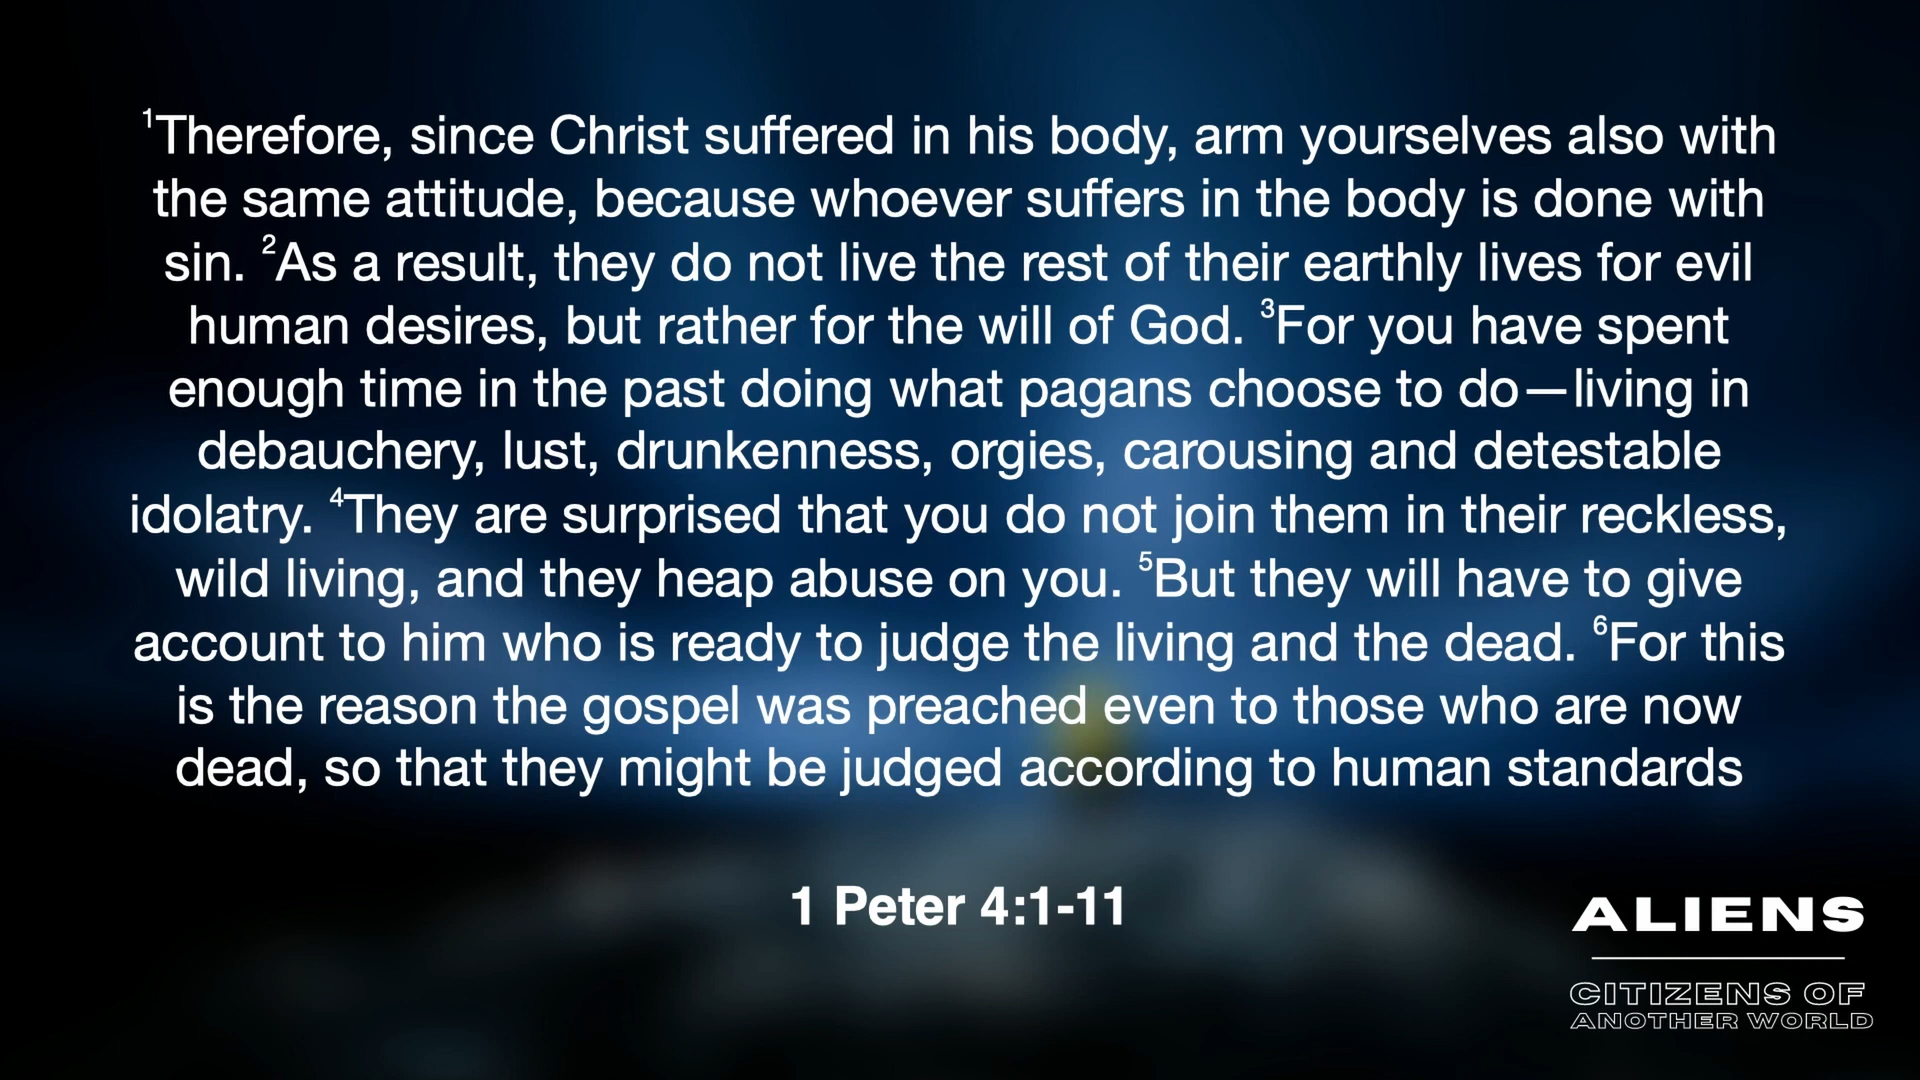 ¹Therefore, since Christ suffered in his body, arm yourselves also with
the same attitude, because whoever suffers in the body is done with
sin. ²As a result, they do not live the rest of their earthly lives for evil
human desires, but rather for the will of God. ³For you have spent
enough time in the past doing what pagans choose to do—living in
debauchery, lust, drunkenness, orgies, carousing and detestable
idolatry. ⁴They are surprised that you do not join them in their reckless,
wild living, and they heap abuse on you. ⁵But they will have to give
account to him who is ready to judge the living and the dead. ⁶For this
is the reason the gospel was preached even to those who are now
dead, so that they might be judged according to human standards
1 Peter 4:1-11
ALIENS
CITIZENS OF
ANOTHER WORLD